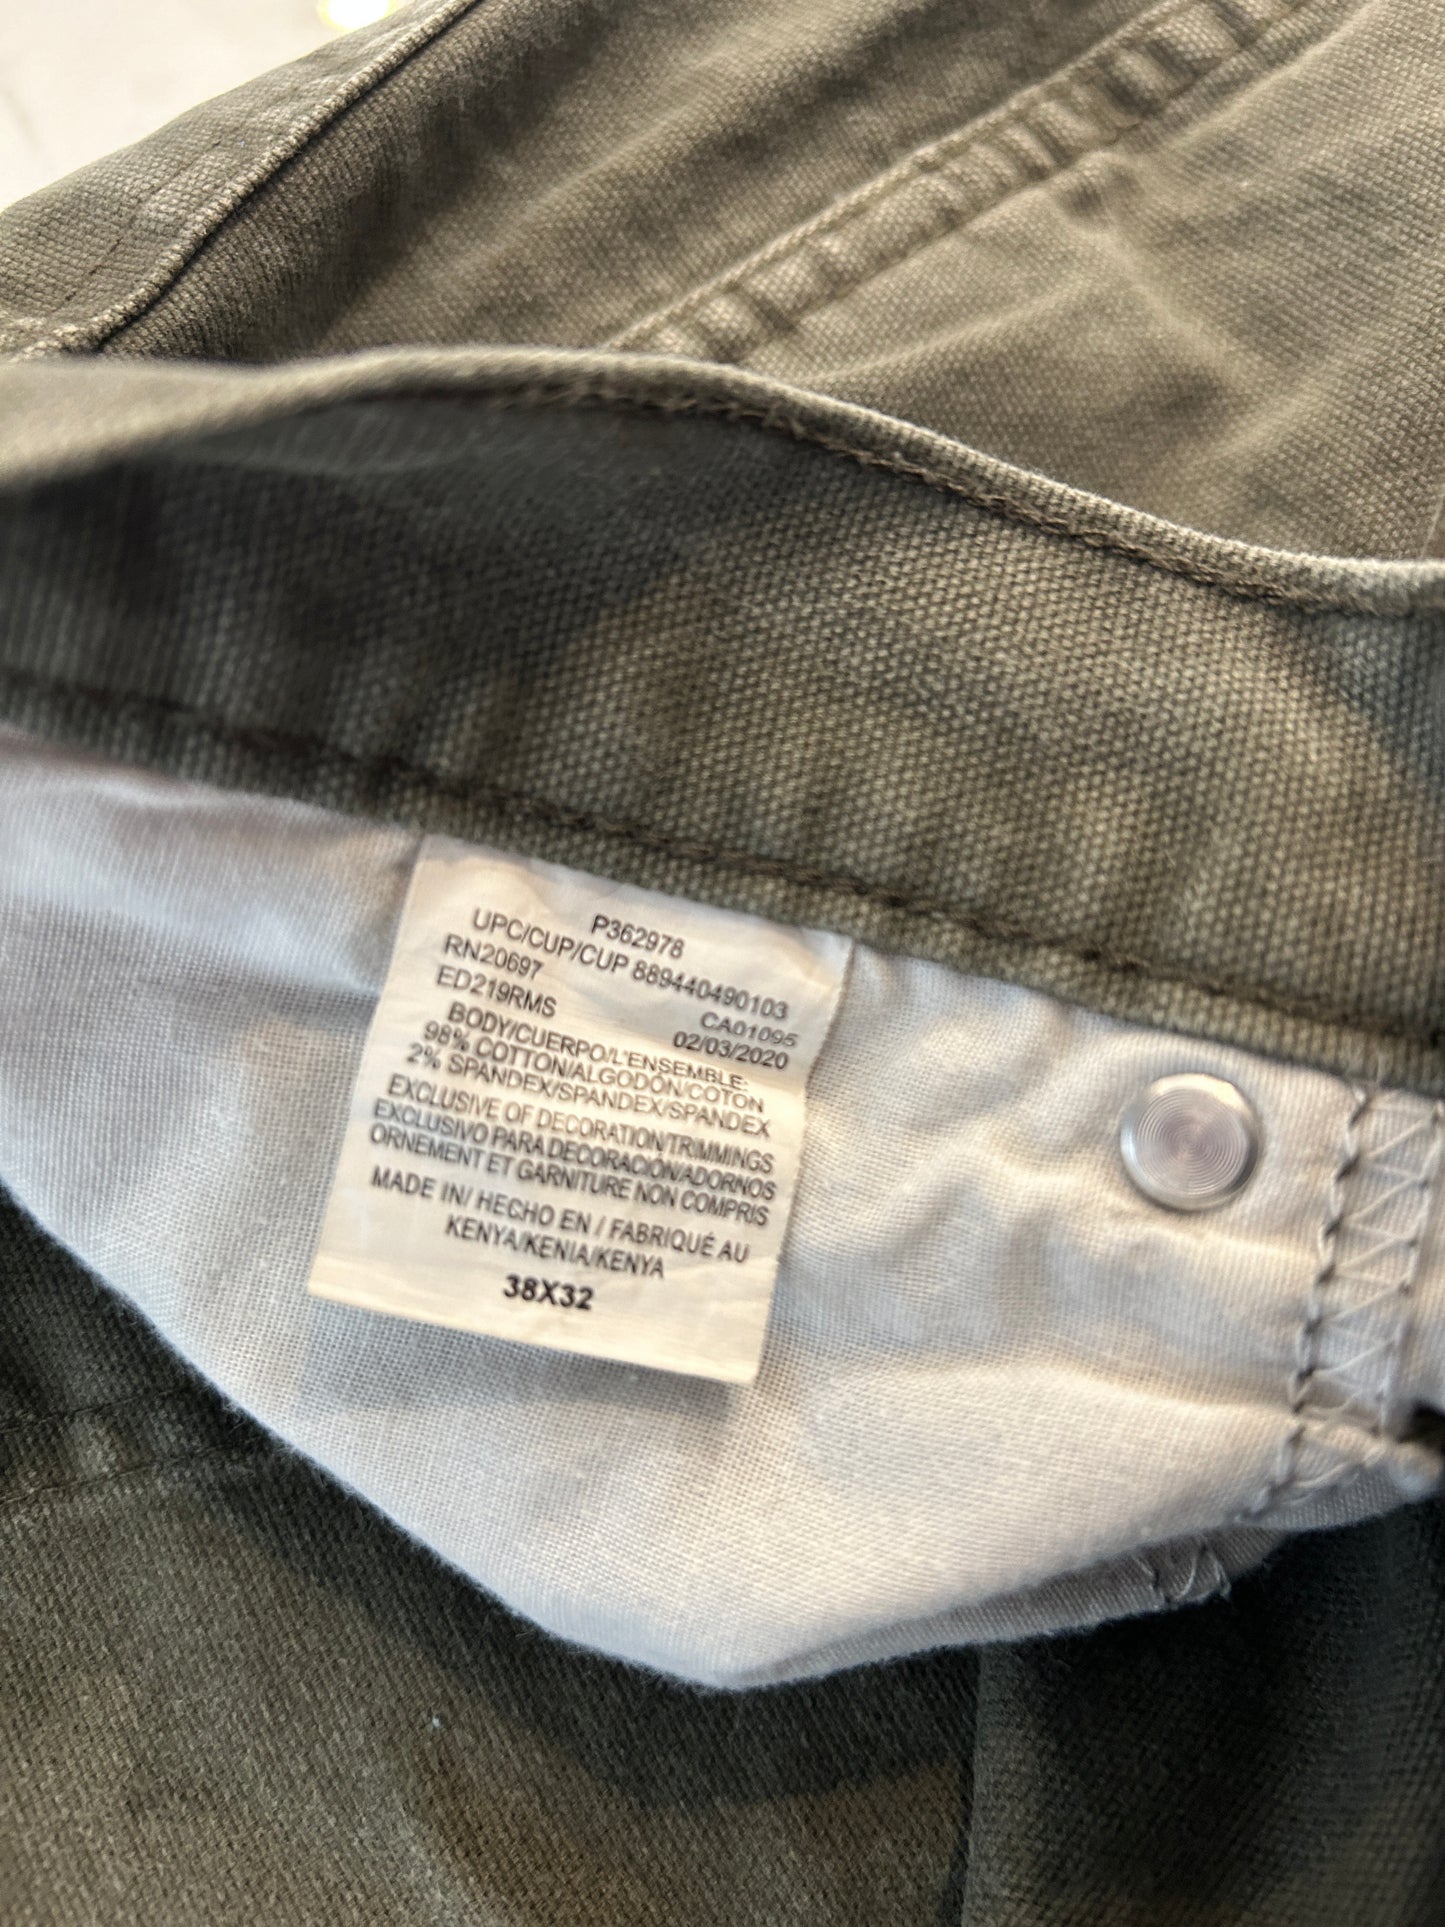 P362978
UPC/CUP/CUP 889440490103
RN20697
CA01095
ED219RMS
02/03/2020
BODY/CUERPO/L'ENSEMBLE:
98% COTTON/ALGODÓN/COTON
2% SPANDEX/SPANDEX/SPANDEX
EXCLUSIVE OF DECORATION/TRIMMINGS
EXCLUSIVO PARA DECORACIÓN/ADORNOS
ORNEMENT ET GARNITURE NON COMPRIS
MADE IN/ HECHO EN / FABRIQUÉ AU
KENYA/KENIA/KENYA
38X32